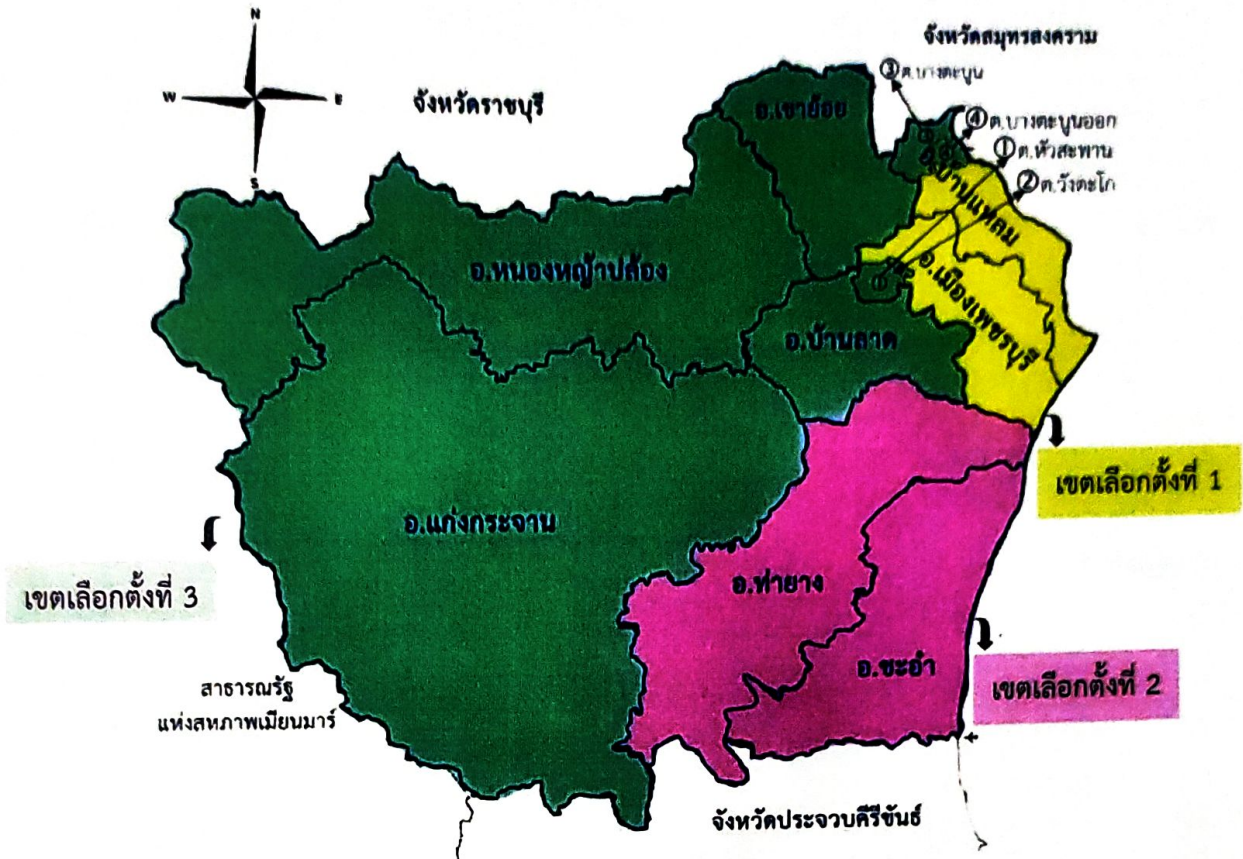 N
จังหวัดสมุทรสงคราม
③ต.บางตะบูน
W
E
จังหวัดราชบุรี
อ.เขาย้อย
④ต.บางตะบูนออก
①ต.หัวสะพาน
S
②ต.วังตะโก
อ.บ้านแหลม
อ.หนองหญ้าปล้อง
①
อ.เมืองเพชรบุรี
อ.บ้านลาด
เขตเลือกตั้งที่ 1
อ.แก่งกระจาน
อ.ท่ายาง
เขตเลือกตั้งที่ 3
อ.ชะอำ
เขตเลือกตั้งที่ 2
สาธารณรัฐ
แห่งสหภาพเมียนมาร์
จังหวัดประจวบคีรีขันธ์